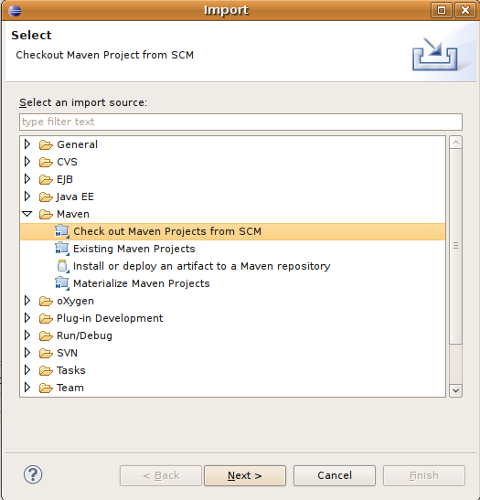 Import
Select
Checkout Maven Project from SCM
Select an import source:
type filter text
General
CVS
EJB
Java EE
Maven
Check out Maven Projects from SCM
Existing Maven Projects
Install or deploy an artifact to a Maven repository
Materialize Maven Projects
oXygen
Plug-in Development
Run/Debug
SVN
Tasks
Team
< Back
Next >
Cancel
Finish